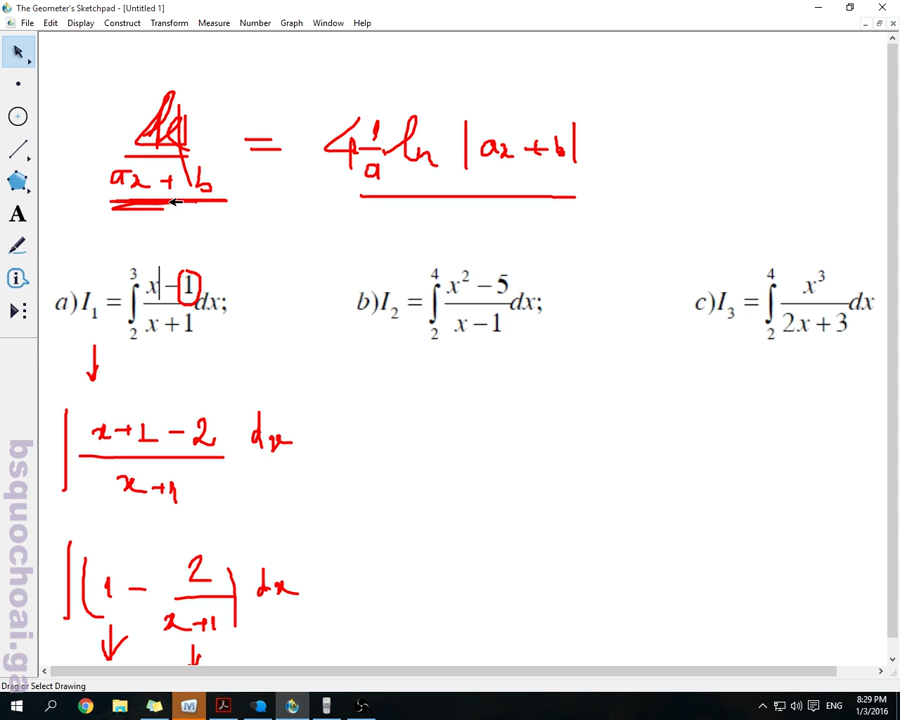 The Geometer's Sketchpad - [Untitled 1]
File Edit Display Construct Transform Measure Number Graph Window Help
= 4 1/a ln |ax + b|
ax + b
a) I₁ = ∫₂³ (x - 1)/(x + 1) dx;
b) I₂ = ∫₂⁴ (x² - 5)/(x - 1) dx;
c) I₃ = ∫₂⁴ x³/(2x + 3) dx
∫ (x+1-2)/(x+1) dx
∫ (1 - 2/(x+1)) dx
bsquochoai.ga
Drag or Select Drawing
ENG
8:29 PM
1/3/2016